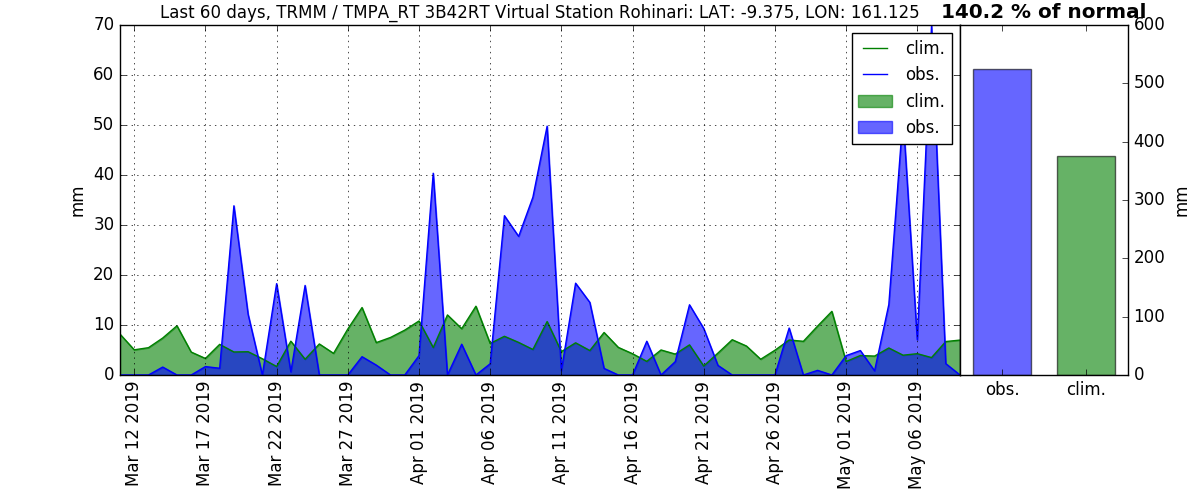 Last 60 days, TRMM / TMPA_RT 3B42RT Virtual Station Rohinari: LAT: -9.375, LON: 161.125
140.2 % of normal
70
60
50
40
30
20
10
0
mm
clim.
obs.
clim.
obs.
600
500
400
300
200
100
0
mm
obs.
clim.
Mar 12 2019
Mar 17 2019
Mar 22 2019
Mar 27 2019
Apr 01 2019
Apr 06 2019
Apr 11 2019
Apr 16 2019
Apr 21 2019
Apr 26 2019
May 01 2019
May 06 2019